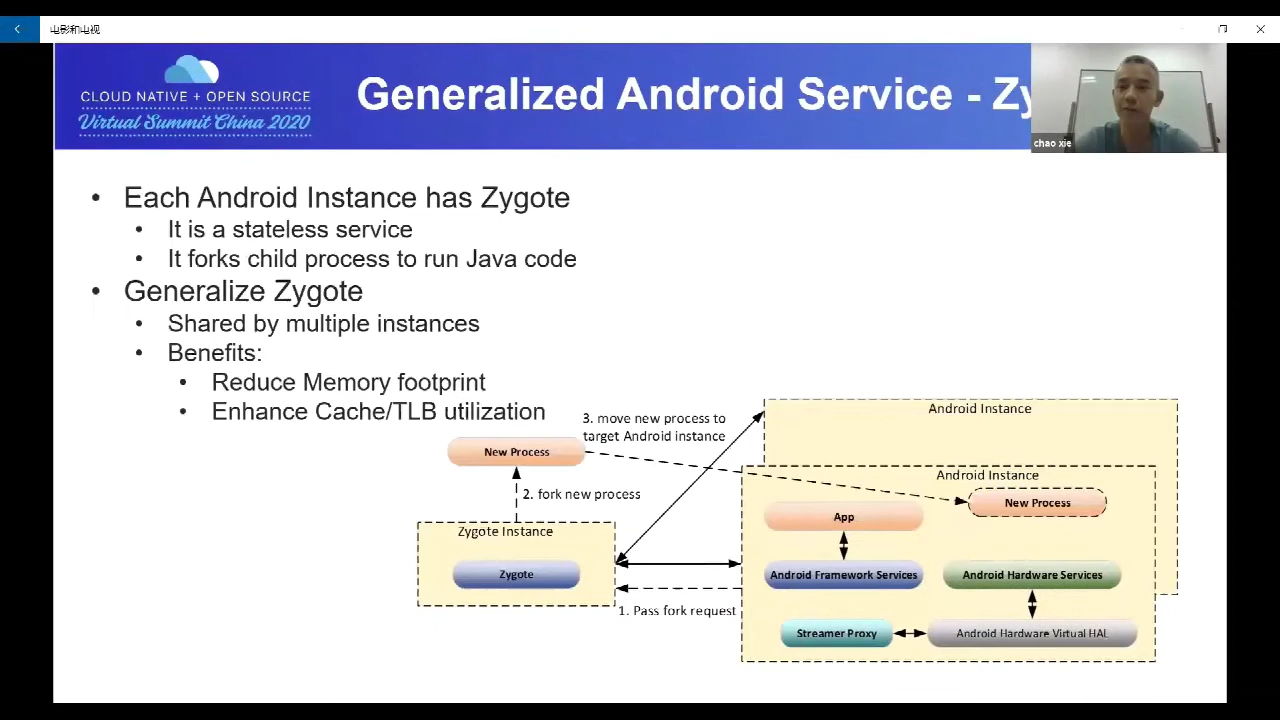 电影和电视
CLOUD NATIVE + OPEN SOURCE
Virtual Summit China 2020
Generalized Android Service - Zy
chao xie
• Each Android Instance has Zygote
• It is a stateless service
• It forks child process to run Java code
• Generalize Zygote
• Shared by multiple instances
• Benefits:
• Reduce Memory footprint
• Enhance Cache/TLB utilization
3. move new process to
target Android instance
Android Instance
New Process
Android Instance
2. fork new process
New Process
App
Zygote Instance
Zygote
Android Framework Services
Android Hardware Services
1. Pass fork request
Streamer Proxy
Android Hardware Virtual HAL